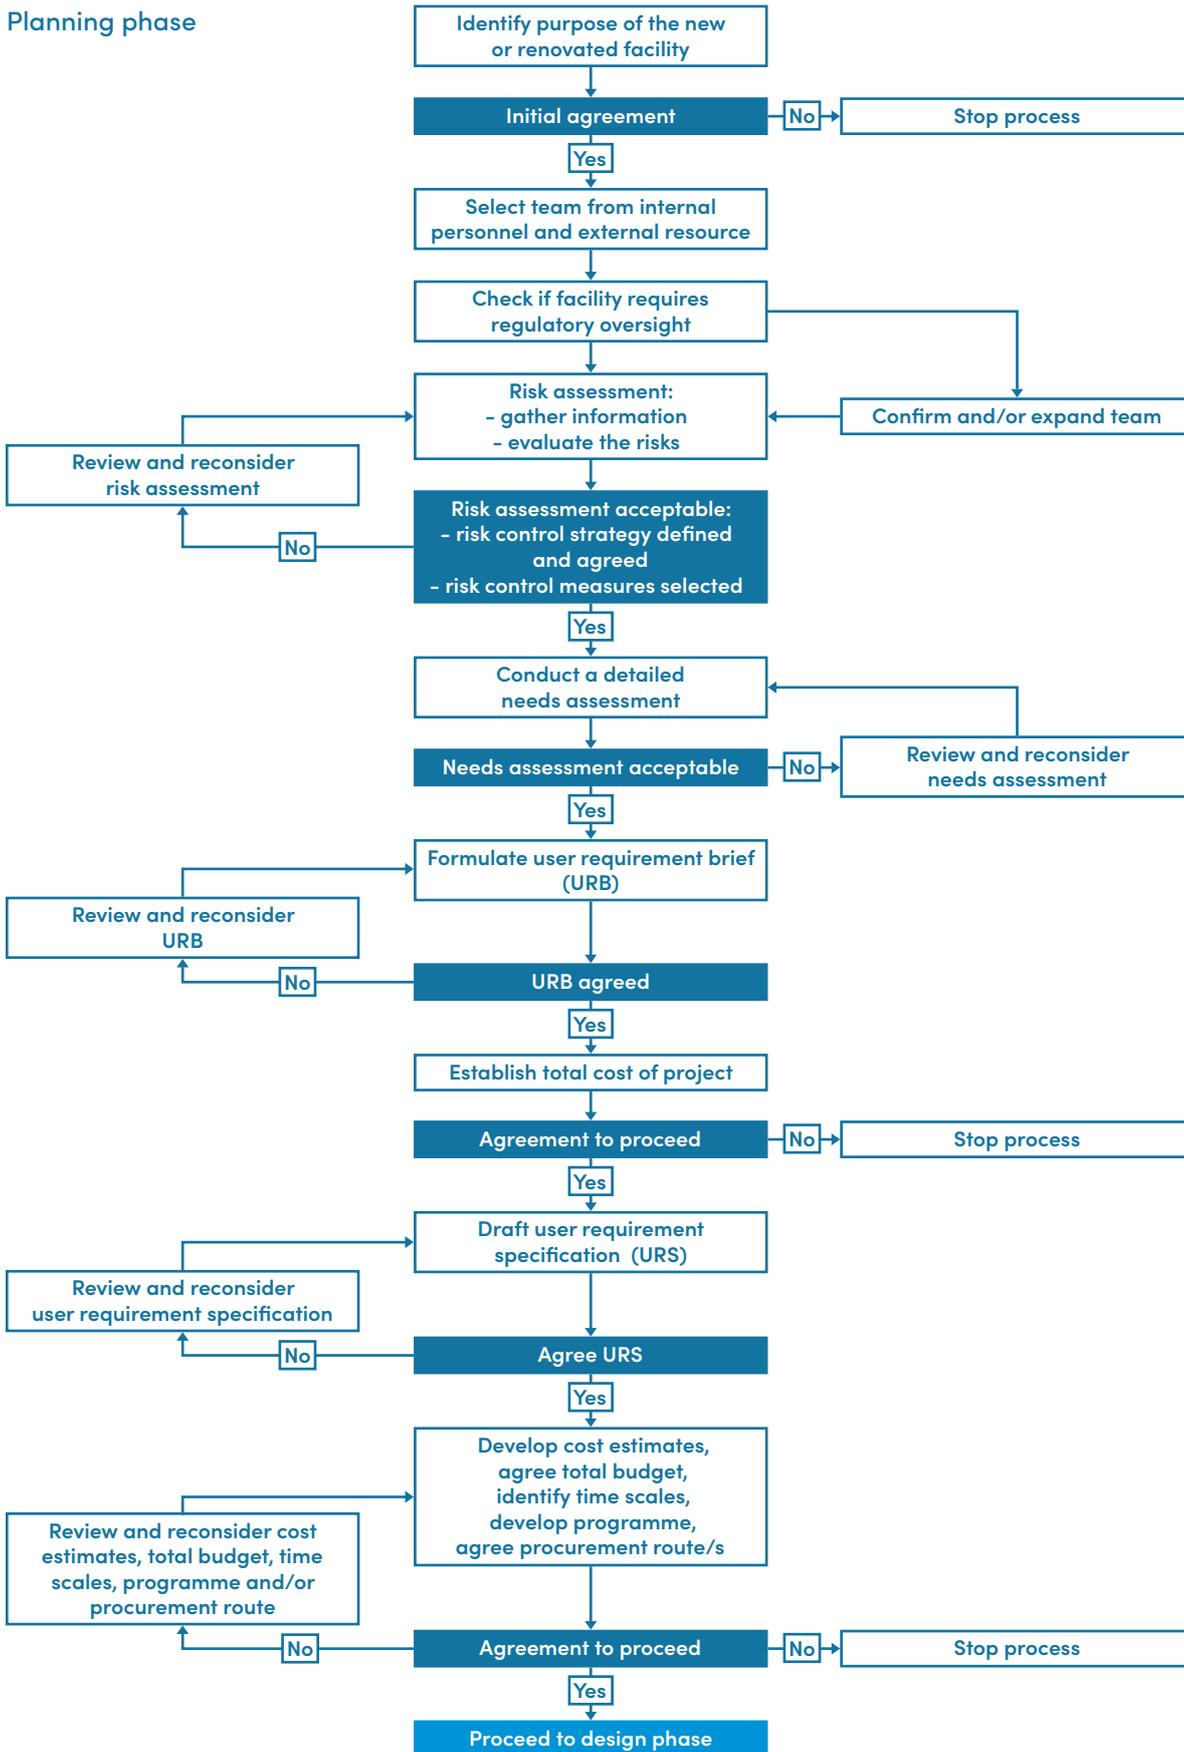 Planning phase
Identify purpose of the new
or renovated facility
Initial agreement
No
Stop process
Yes
Select team from internal
personnel and external resource
Check if facility requires
regulatory oversight
Risk assessment:
- gather information
- evaluate the risks
Confirm and/or expand team
Review and reconsider
risk assessment
Risk assessment acceptable:
- risk control strategy defined
and agreed
- risk control measures selected
No
Yes
Conduct a detailed
needs assessment
Needs assessment acceptable
No
Review and reconsider
needs assessment
Yes
Formulate user requirement brief
(URB)
Review and reconsider
URB
URB agreed
No
Yes
Establish total cost of project
Agreement to proceed
No
Stop process
Yes
Draft user requirement
specification (URS)
Review and reconsider
user requirement specification
Agree URS
No
Yes
Develop cost estimates,
agree total budget,
identify time scales,
develop programme,
agree procurement route/s
Review and reconsider cost
estimates, total budget, time
scales, programme and/or
procurement route
No
Agreement to proceed
No
Stop process
Yes
Proceed to design phase